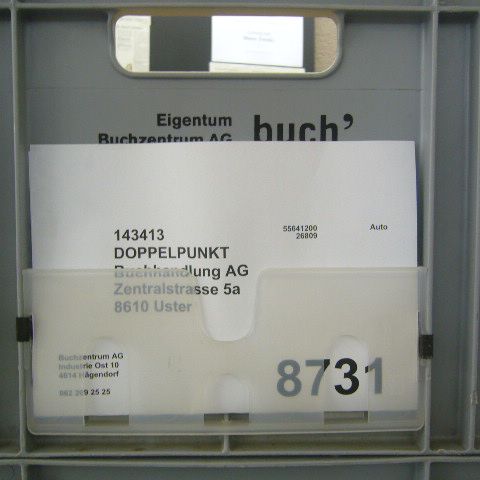 Eigentum
Buchzentrum AG
buch’
143413
DOPPELPUNKT
Buchhandlung AG
Zentralstrasse 5a
8610 Uster
55641200
26809
Auto
Buchzentrum AG
Industrie Ost 10
4614 Hägendorf
062 209 25 25
8731